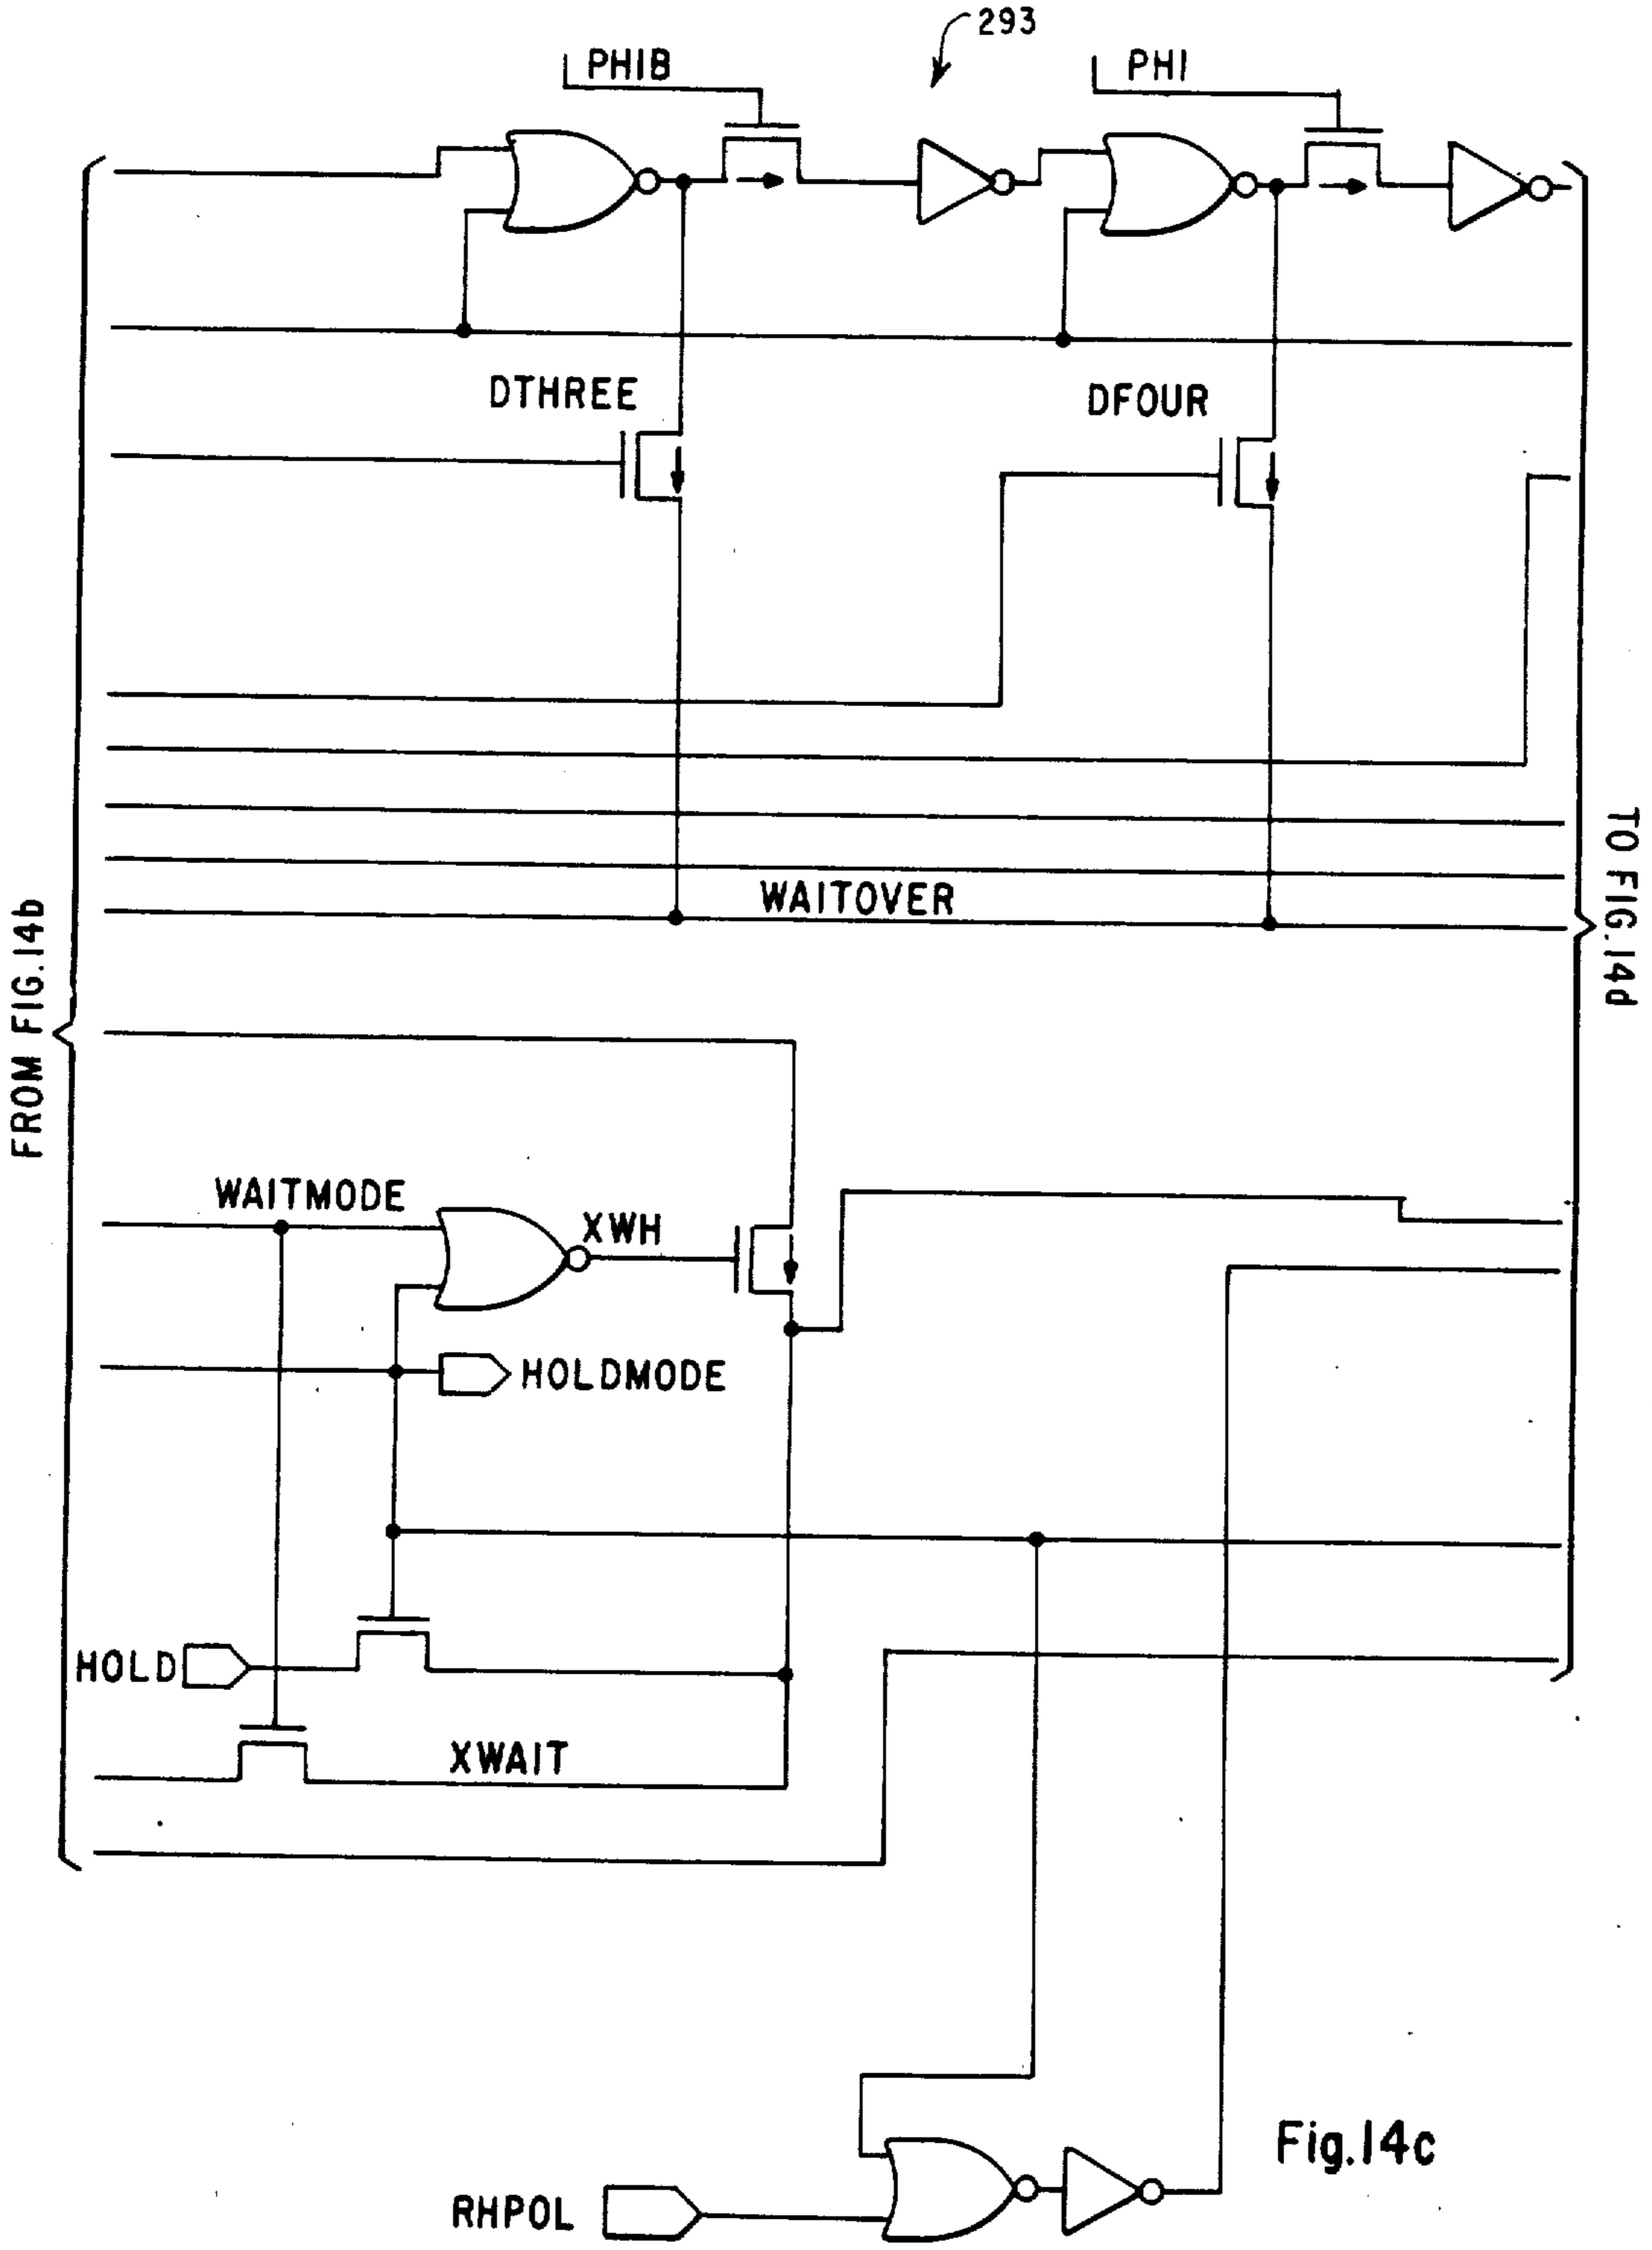 293
PHIB
PHI
DTHREE
DFOUR
WAITOVER
FROM FIG.14b
TO FIG.14d
WAITMODE
XWH
HOLDMODE
HOLD
XWAIT
RHPOL
Fig.14c